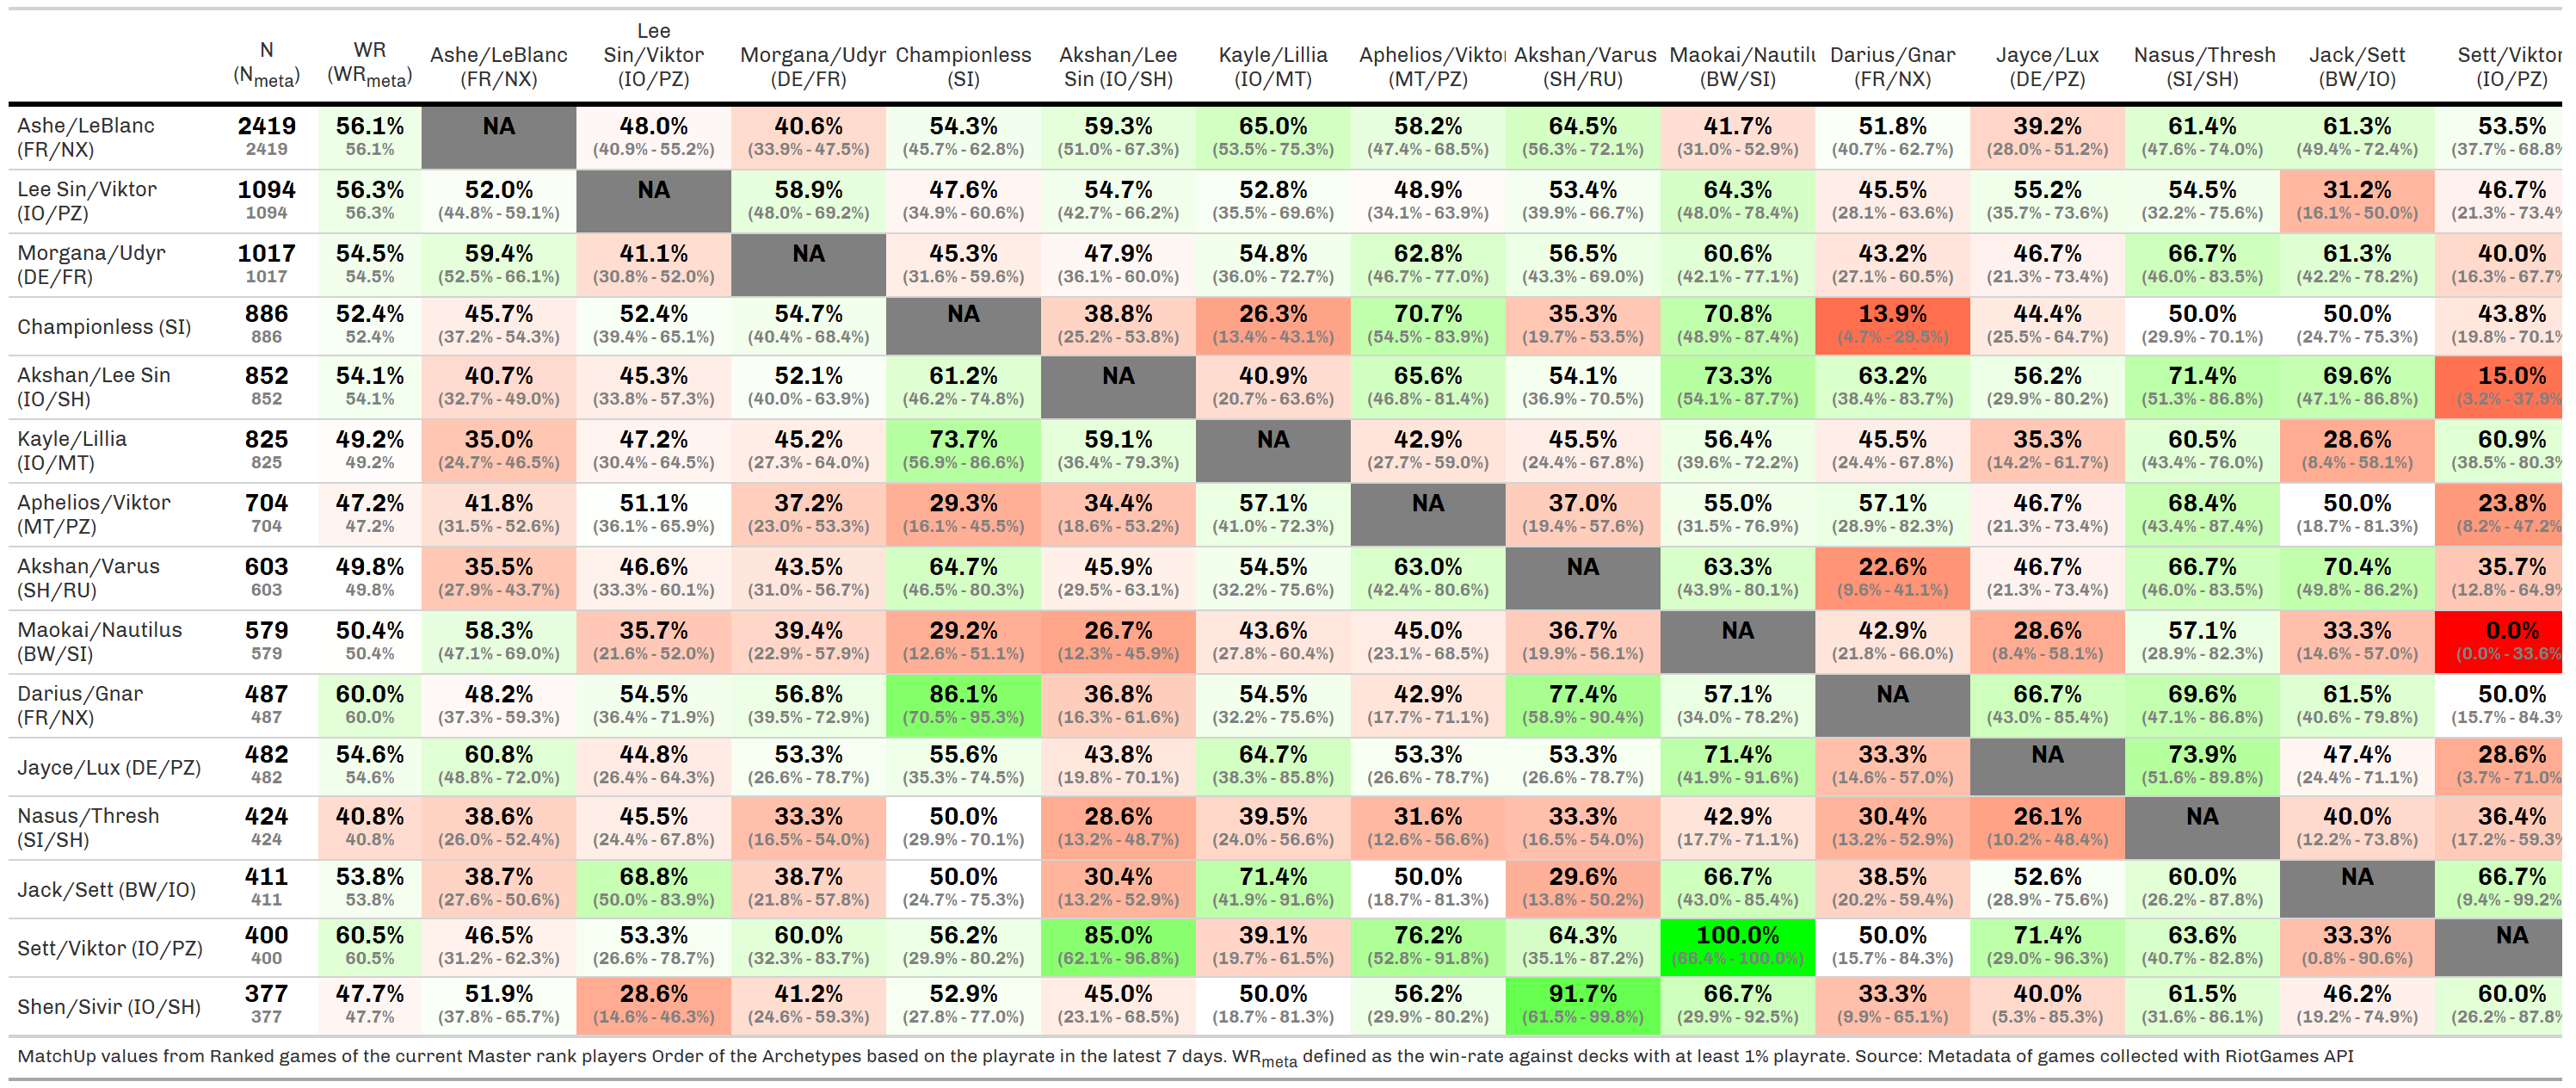 N (Nmeta) WR (WRmeta) Ashe/LeBlanc (FR/NX) Lee Sin/Viktor (IO/PZ) Morgana/Udyr (DE/FR) Championless (SI) Akshan/Lee Sin (IO/SH) Kayle/Lillia (IO/MT) Aphelios/Viktor (MT/PZ) Akshan/Varus (SH/RU) Maokai/Nautilu (BW/SI) Darius/Gnar (FR/NX) Jayce/Lux (DE/PZ) Nasus/Thresh (SI/SH) Jack/Sett (BW/IO) Sett/Viktor (IO/PZ)
Ashe/LeBlanc 2419 56.1% NA 48.0% 40.6% 54.3% 59.3% 65.0% 58.2% 64.5% 41.7% 51.8% 39.2% 61.4% 61.3% 53.5%
(FR/NX) 2419 56.1% (40.9% - 55.2%) (33.9% - 47.5%) (45.7% - 62.8%) (51.0% - 67.3%) (53.5% - 75.3%) (47.4% - 68.5%) (56.3% - 72.1%) (31.0% - 52.9%) (40.7% - 62.7%) (28.0% - 51.2%) (47.6% - 74.0%) (49.4% - 72.4%) (37.7% - 68.8%
Lee Sin/Viktor 1094 56.3% 52.0% NA 58.9% 47.6% 54.7% 52.8% 48.9% 53.4% 64.3% 45.5% 55.2% 54.5% 31.2% 46.7%
(IO/PZ) 1094 56.3% (44.8% - 59.1%) (48.0% - 69.2%) (34.9% - 60.6%) (42.7% - 66.2%) (35.5% - 69.6%) (34.1% - 63.9%) (39.9% - 66.7%) (48.0% - 78.4%) (28.1% - 63.6%) (35.7% - 73.6%) (32.2% - 75.6%) (16.1% - 50.0%) (21.3% - 73.4%
Morgana/Udyr 1017 54.5% 59.4% 41.1% NA 45.3% 47.9% 54.8% 62.8% 56.5% 60.6% 43.2% 46.7% 66.7% 61.3% 40.0%
(DE/FR) 1017 54.5% (52.5% - 66.1%) (30.8% - 52.0%) (31.6% - 59.6%) (36.1% - 60.0%) (36.0% - 72.7%) (46.7% - 77.0%) (43.3% - 69.0%) (42.1% - 77.1%) (27.1% - 60.5%) (21.3% - 73.4%) (46.0% - 83.5%) (42.2% - 78.2%) (16.3% - 67.7%
Championless (SI) 886 52.4% 45.7% 52.4% 54.7% NA 38.8% 26.3% 70.7% 35.3% 70.8% 13.9% 44.4% 50.0% 50.0% 43.8%
886 52.4% (37.2% - 54.3%) (39.4% - 65.1%) (40.4% - 68.4%) (25.2% - 53.8%) (13.4% - 43.1%) (54.5% - 83.9%) (19.7% - 53.5%) (48.9% - 87.4%) (4.7% - 29.5%) (25.5% - 64.7%) (29.9% - 70.1%) (24.7% - 75.3%) (19.8% - 70.1%
Akshan/Lee Sin 852 54.1% 40.7% 45.3% 52.1% 61.2% NA 40.9% 65.6% 54.1% 73.3% 63.2% 56.2% 71.4% 69.6% 15.0%
(IO/SH) 852 54.1% (32.7% - 49.0%) (33.8% - 57.3%) (40.0% - 63.9%) (46.2% - 74.8%) (20.7% - 63.6%) (46.8% - 81.4%) (36.9% - 70.5%) (54.1% - 87.7%) (38.4% - 83.7%) (29.9% - 80.2%) (51.3% - 86.8%) (47.1% - 86.8%) (3.2% - 37.9%
Kayle/Lillia 825 49.2% 35.0% 47.2% 45.2% 73.7% 59.1% NA 42.9% 45.5% 56.4% 45.5% 35.3% 60.5% 28.6% 60.9%
(IO/MT) 825 49.2% (24.7% - 46.5%) (30.4% - 64.5%) (27.3% - 64.0%) (56.9% - 86.6%) (36.4% - 79.3%) (27.7% - 59.0%) (24.4% - 67.8%) (39.6% - 72.2%) (24.4% - 67.8%) (14.2% - 61.7%) (43.4% - 76.0%) (8.4% - 58.1%) (38.5% - 80.3%
Aphelios/Viktor 704 47.2% 41.8% 51.1% 37.2% 29.3% 34.4% 57.1% NA 37.0% 55.0% 57.1% 46.7% 68.4% 50.0% 23.8%
(MT/PZ) 704 47.2% (31.5% - 52.6%) (36.1% - 65.9%) (23.0% - 53.3%) (16.1% - 45.5%) (18.6% - 53.2%) (41.0% - 72.3%) (19.4% - 57.6%) (31.5% - 76.9%) (28.9% - 82.3%) (21.3% - 73.4%) (43.4% - 87.4%) (18.7% - 81.3%) (8.2% - 47.2%
Akshan/Varus 603 49.8% 35.5% 46.6% 43.5% 64.7% 45.9% 54.5% 63.0% NA 63.3% 22.6% 46.7% 66.7% 70.4% 35.7%
(SH/RU) 603 49.8% (27.9% - 43.7%) (33.3% - 60.1%) (31.0% - 56.7%) (46.5% - 80.3%) (29.5% - 63.1%) (32.2% - 75.6%) (42.4% - 80.6%) (43.9% - 80.1%) (9.6% - 41.1%) (21.3% - 73.4%) (46.0% - 83.5%) (49.8% - 86.2%) (12.8% - 64.9%
Maokai/Nautilus 579 50.4% 58.3% 35.7% 39.4% 29.2% 26.7% 43.6% 45.0% 36.7% NA 42.9% 28.6% 57.1% 33.3% 0.0%
(BW/SI) 579 50.4% (47.1% - 69.0%) (21.6% - 52.0%) (22.9% - 57.9%) (12.6% - 51.1%) (12.3% - 45.9%) (27.8% - 60.4%) (23.1% - 68.5%) (19.9% - 56.1%) (21.8% - 66.0%) (8.4% - 58.1%) (28.9% - 82.3%) (14.6% - 57.0%) (0.0% - 33.6%
Darius/Gnar 487 60.0% 48.2% 54.5% 56.8% 86.1% 36.8% 54.5% 42.9% 77.4% 57.1% NA 66.7% 69.6% 61.5% 50.0%
(FR/NX) 487 60.0% (37.3% - 59.3%) (36.4% - 71.9%) (39.5% - 72.9%) (70.5% - 95.3%) (16.3% - 61.6%) (32.2% - 75.6%) (17.7% - 71.1%) (58.9% - 90.4%) (34.0% - 78.2%) (43.0% - 85.4%) (47.1% - 86.8%) (40.6% - 79.8%) (15.7% - 84.3%
Jayce/Lux (DE/PZ) 482 54.6% 60.8% 44.8% 53.3% 55.6% 43.8% 64.7% 53.3% 53.3% 71.4% 33.3% NA 73.9% 47.4% 28.6%
482 54.6% (48.8% - 72.0%) (26.4% - 64.3%) (26.6% - 78.7%) (35.3% - 74.5%) (19.8% - 70.1%) (38.3% - 85.8%) (26.6% - 78.7%) (26.6% - 78.7%) (41.9% - 91.6%) (14.6% - 57.0%) (51.6% - 89.8%) (24.4% - 71.1%) (3.7% - 71.0%
Nasus/Thresh 424 40.8% 38.6% 45.5% 33.3% 50.0% 28.6% 39.5% 31.6% 33.3% 42.9% 30.4% 26.1% NA 40.0% 36.4%
(SI/SH) 424 40.8% (26.0% - 52.4%) (24.4% - 67.8%) (16.5% - 54.0%) (29.9% - 70.1%) (13.2% - 48.7%) (24.0% - 56.6%) (12.6% - 56.6%) (16.5% - 54.0%) (17.7% - 71.1%) (13.2% - 52.9%) (10.2% - 48.4%) (12.2% - 73.8%) (17.2% - 59.3%
Jack/Sett (BW/IO) 411 53.8% 38.7% 68.8% 38.7% 50.0% 30.4% 71.4% 50.0% 29.6% 66.7% 38.5% 52.6% 60.0% NA 66.7%
411 53.8% (27.6% - 50.6%) (50.0% - 83.9%) (21.8% - 57.8%) (24.7% - 75.3%) (13.2% - 52.9%) (41.9% - 91.6%) (18.7% - 81.3%) (13.8% - 50.2%) (43.0% - 85.4%) (20.2% - 59.4%) (28.9% - 75.6%) (26.2% - 87.8%) (9.4% - 99.2%
Sett/Viktor (IO/PZ) 400 60.5% 46.5% 53.3% 60.0% 56.2% 85.0% 39.1% 76.2% 64.3% 100.0% 50.0% 71.4% 63.6% 33.3% NA
400 60.5% (31.2% - 62.3%) (26.6% - 78.7%) (32.3% - 83.7%) (29.9% - 80.2%) (62.1% - 96.8%) (19.7% - 61.5%) (52.8% - 91.8%) (35.1% - 87.2%) (66.4% - 100.0%) (15.7% - 84.3%) (29.0% - 96.3%) (40.7% - 82.8%) (0.8% - 90.6%)
Shen/Sivir (IO/SH) 377 47.7% 51.9% 28.6% 41.2% 52.9% 45.0% 50.0% 56.2% 91.7% 66.7% 33.3% 40.0% 61.5% 46.2% 60.0%
377 47.7% (37.8% - 65.7%) (14.6% - 46.3%) (24.6% - 59.3%) (27.8% - 77.0%) (23.1% - 68.5%) (18.7% - 81.3%) (29.9% - 80.2%) (61.5% - 99.8%) (29.9% - 92.5%) (9.9% - 65.1%) (5.3% - 85.3%) (31.6% - 86.1%) (19.2% - 74.9%) (26.2% - 87.8%
MatchUp values from Ranked games of the current Master rank players Order of the Archetypes based on the playrate in the latest 7 days. WRmeta defined as the win-rate against decks with at least 1% playrate. Source: Metadata of games collected with RiotGames API